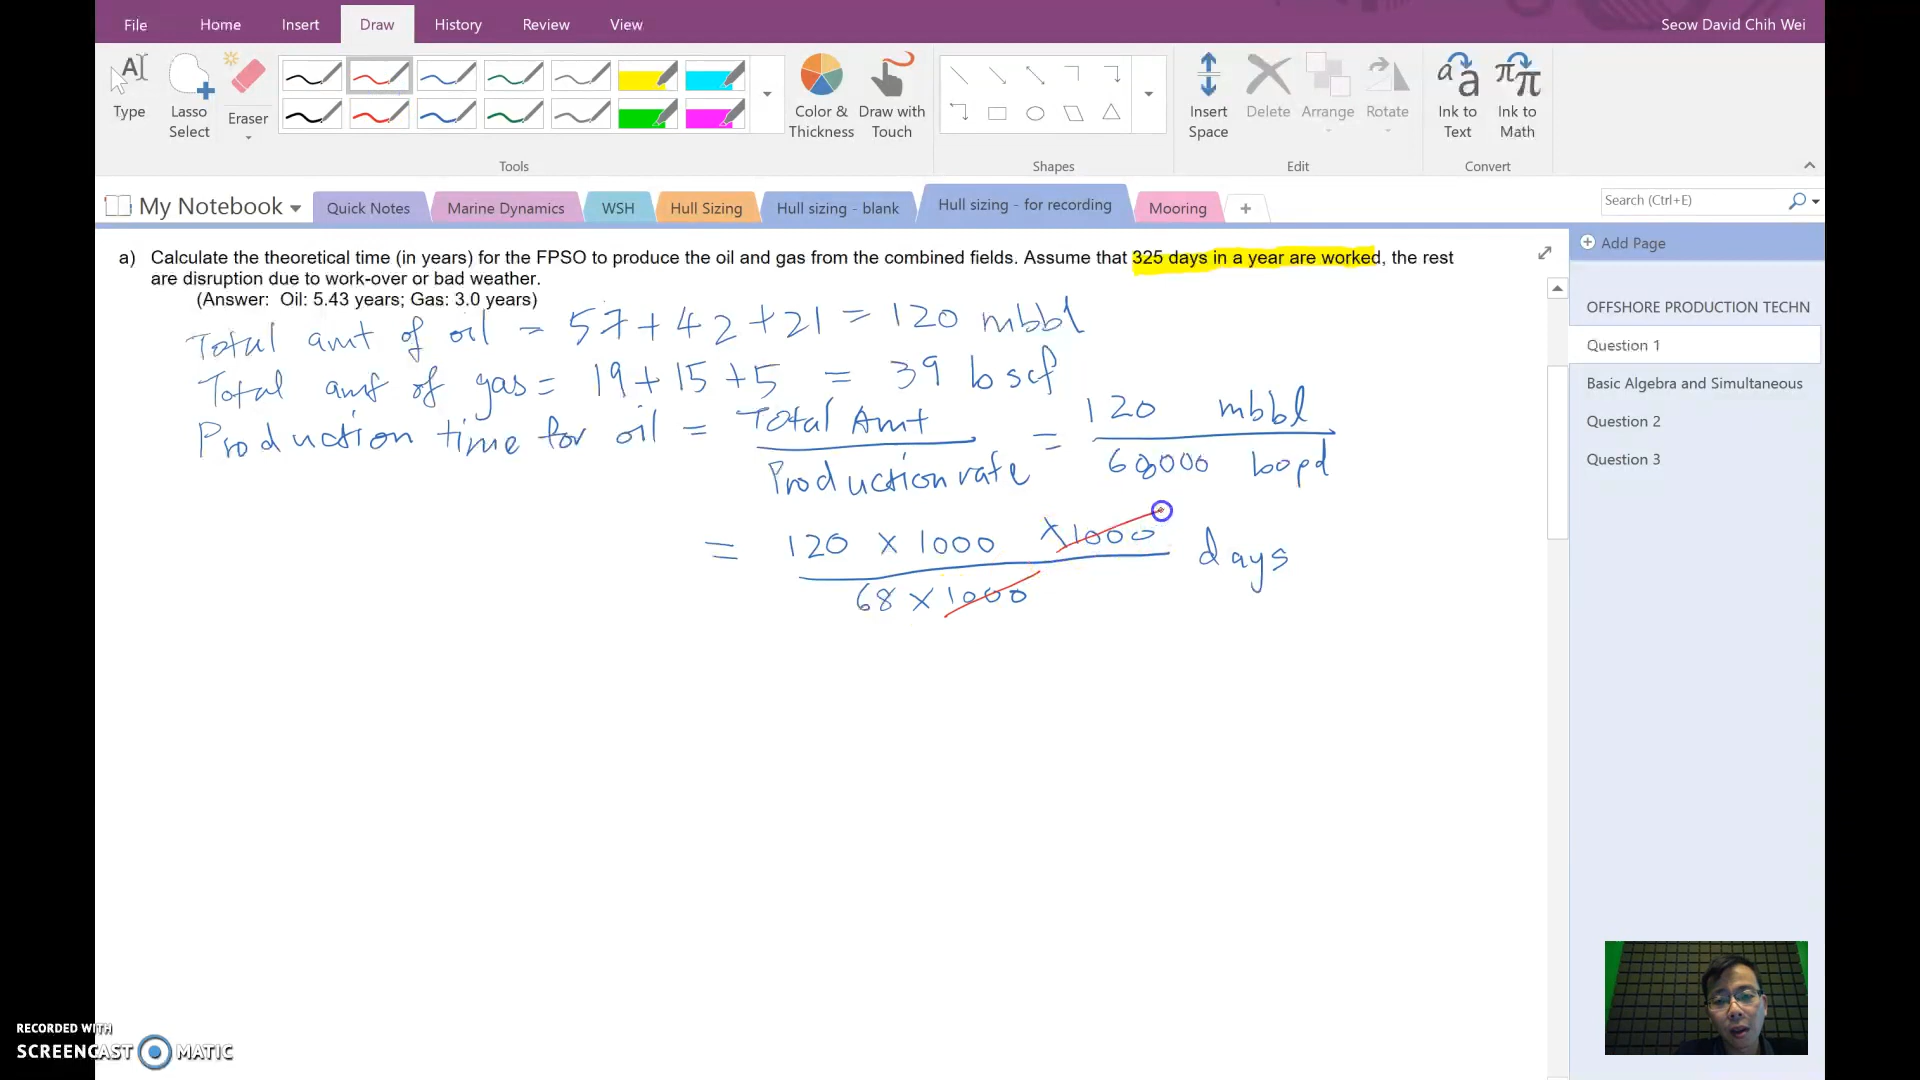 File Home Insert Draw History Review View Seow David Chih Wei
Type Lasso Select Eraser Color & Thickness Draw with Touch Insert Space Delete Arrange Rotate Ink to Text Ink to Math
Tools Shapes Edit Convert
My Notebook Quick Notes Marine Dynamics WSH Hull Sizing Hull sizing - blank Hull sizing - for recording Mooring Search (Ctrl+E)
Add Page
OFFSHORE PRODUCTION TECHN
Question 1
Basic Algebra and Simultaneous
Question 2
Question 3
a) Calculate the theoretical time (in years) for the FPSO to produce the oil and gas from the combined fields. Assume that 325 days in a year are worked, the rest
are disruption due to work-over or bad weather.
(Answer: Oil: 5.43 years; Gas: 3.0 years)
Total amt of oil = 57 + 42 + 21 = 120 mbbl
Total amt of gas = 19 + 15 + 5 = 39 bscf
Production time for oil = Total Amt / Production rate = 120 mbbl / 68000 bopd
= 120 × 1000 × 1000 / 68 × 1000 days
RECORDED WITH
SCREENCAST MATIC